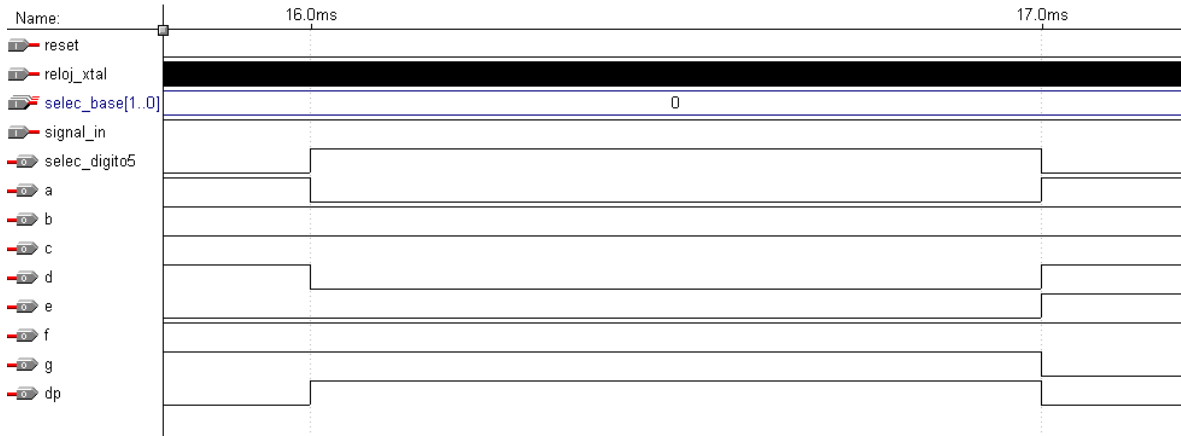 Name: 16.0ms 17.0ms
reset
reloj_xtal
selec_base[1..0] 0
signal_in
selec_digito5
a
b
c
d
e
f
g
dp